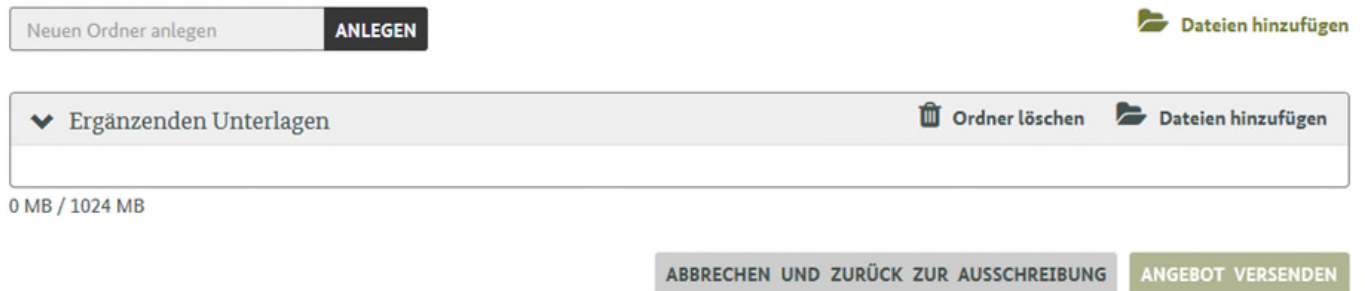 Neuen Ordner anlegen ANLEGEN Dateien hinzufügen
Ergänzenden Unterlagen Ordner löschen Dateien hinzufügen
0 MB / 1024 MB
ABBRECHEN UND ZURÜCK ZUR AUSSCHREIBUNG ANGEBOT VERSENDEN